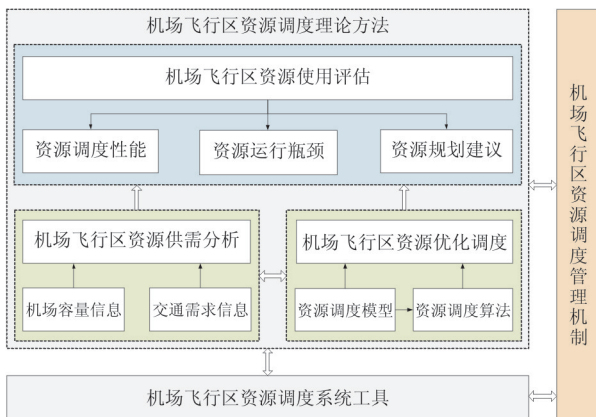 机场飞行区资源调度理论方法
机场飞行区资源使用评估
资源调度性能
资源运行瓶颈
资源规划建议
机场飞行区资源供需分析
机场飞行区资源优化调度
机场容量信息
交通需求信息
资源调度模型
资源调度算法
机场飞行区资源调度系统工具
机场飞行区资源调度管理机制